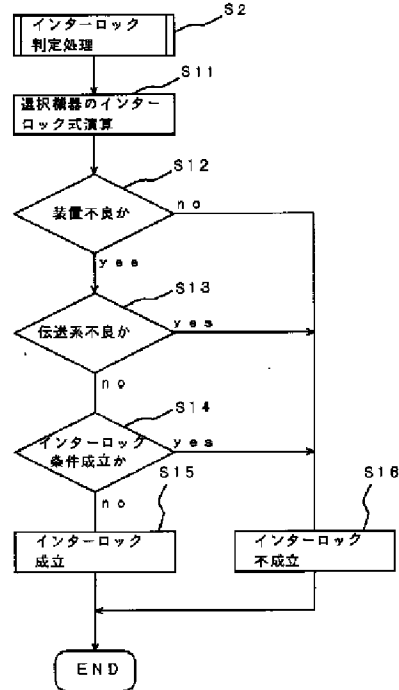 S2
インターロック
判定処理
S11
選択機器のインター
ロック式演算
S12
装置不良か
no
yes
S13
伝送系不良か
yes
no
S14
インターロック
条件成立か
yes
no
S15
インターロック
成立
S16
インターロック
不成立
END